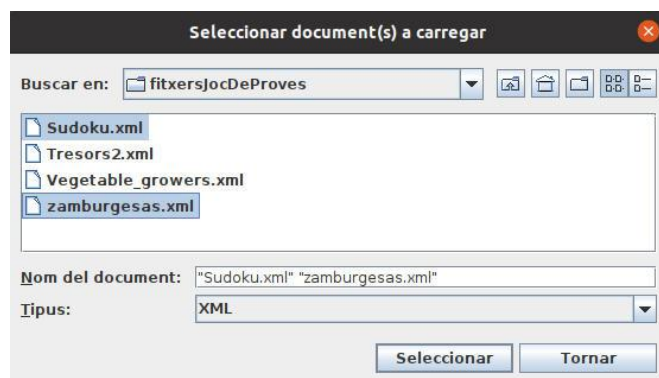 Seleccionar document(s) a carregar
Buscar en: fitxersJocDeProves
Sudoku.xml
Tresors2.xml
Vegetable_growers.xml
zamburgesas.xml
Nom del document: "Sudoku.xml" "zamburgesas.xml"
Tipus: XML
Seleccionar Tornar